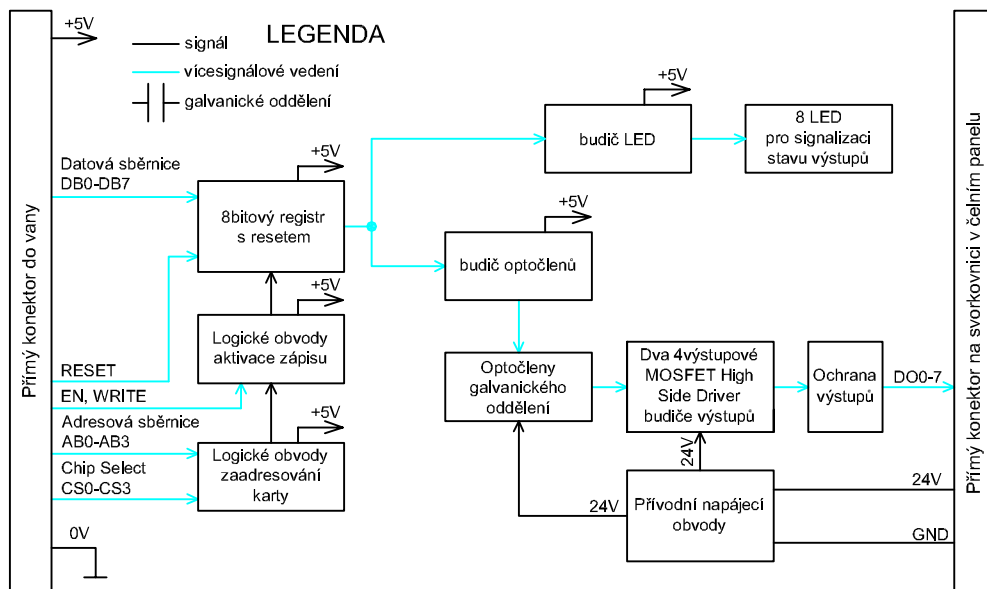 LEGENDA
signál
vícesignálové vedení
galvanické oddělení
Přímý konektor do vany
+5V
Datová sběrnice
DB0-DB7
RESET
EN, WRITE
Adresová sběrnice
AB0-AB3
Chip Select
CS0-CS3
0V
+5V
8bitový registr
s resetem
+5V
Logické obvody
aktivace zápisu
+5V
Logické obvody
zaadresování
karty
+5V
budič LED
8 LED
pro signalizaci
stavu výstupů
+5V
budič optočlenů
Optočleny
galvanického
oddělení
Dva 4výstupové
MOSFET High
Side Driver
budiče výstupů
Ochrana
výstupů
DO0-7
24V
24V
Přívodní napájecí
obvody
24V
GND
Přímý konektor na svorkovnici v čelním panelu